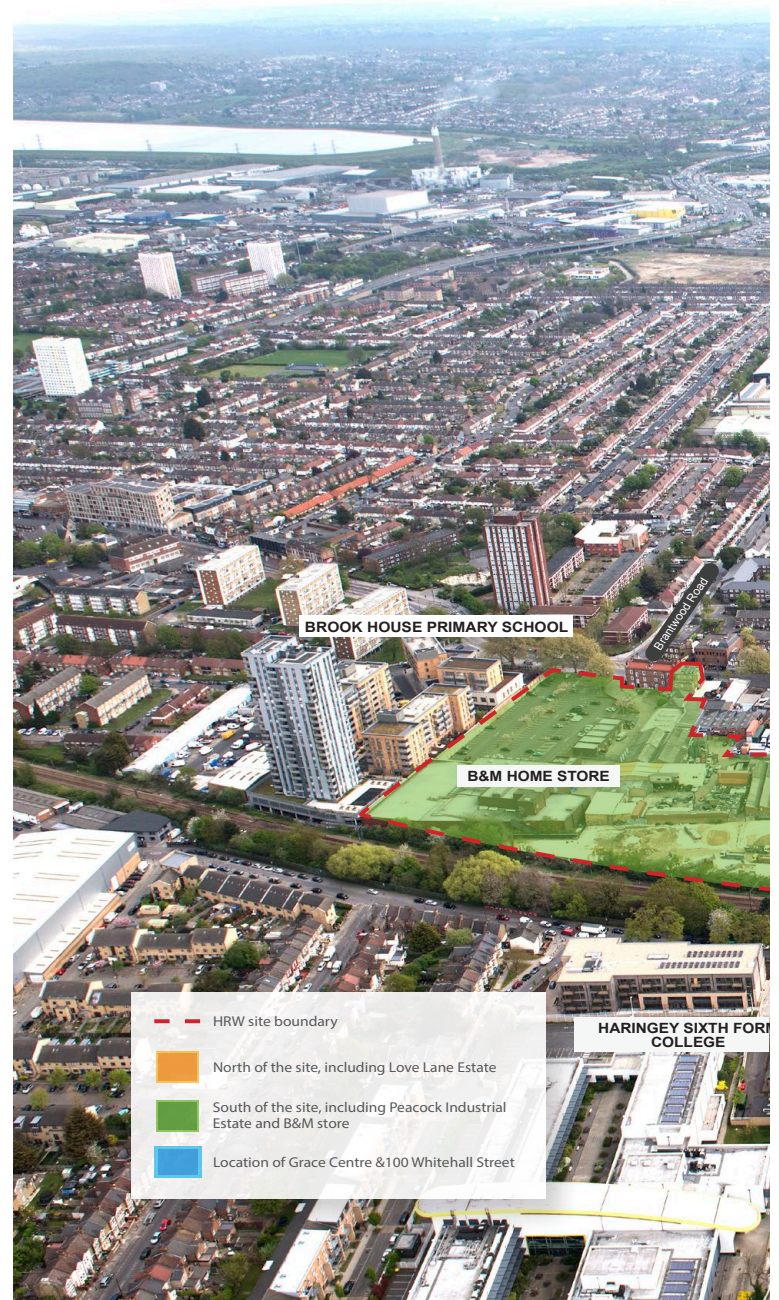 BROOK HOUSE PRIMARY SCHOOL
Brantwood Road
B&M HOME STORE
HRW site boundary
HARINGEY SIXTH FORM
COLLEGE
North of the site, including Love Lane Estate
South of the site, including Peacock Industrial
Estate and B&M store
Location of Grace Centre &100 Whitehall Street